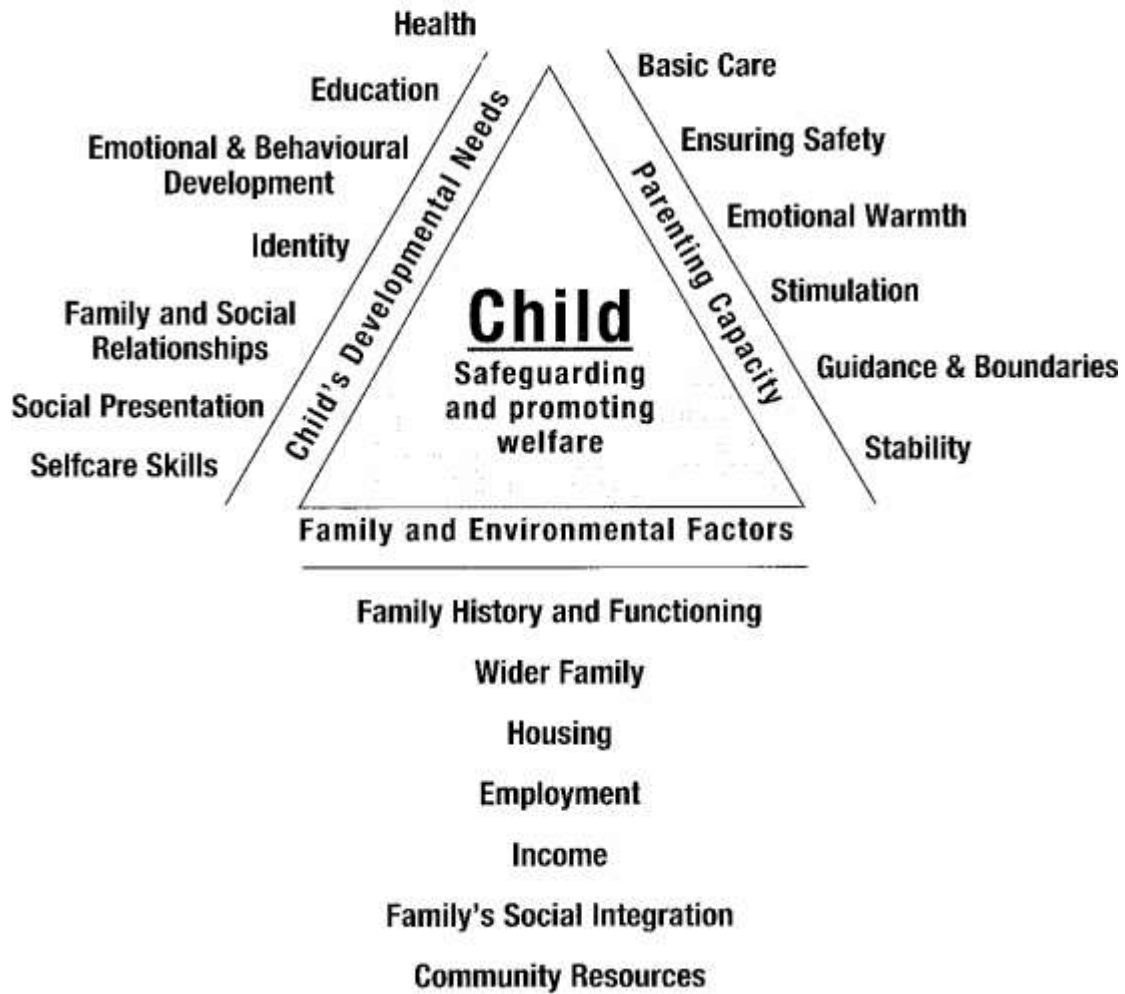 Health
Education
Emotional & Behavioural
Development
Identity
Family and Social
Relationships
Social Presentation
Selfcare Skills
Child's Developmental Needs
Child
Safeguarding
and promoting
welfare
Parenting Capacity
Basic Care
Ensuring Safety
Emotional Warmth
Stimulation
Guidance & Boundaries
Stability
Family and Environmental Factors
Family History and Functioning
Wider Family
Housing
Employment
Income
Family's Social Integration
Community Resources